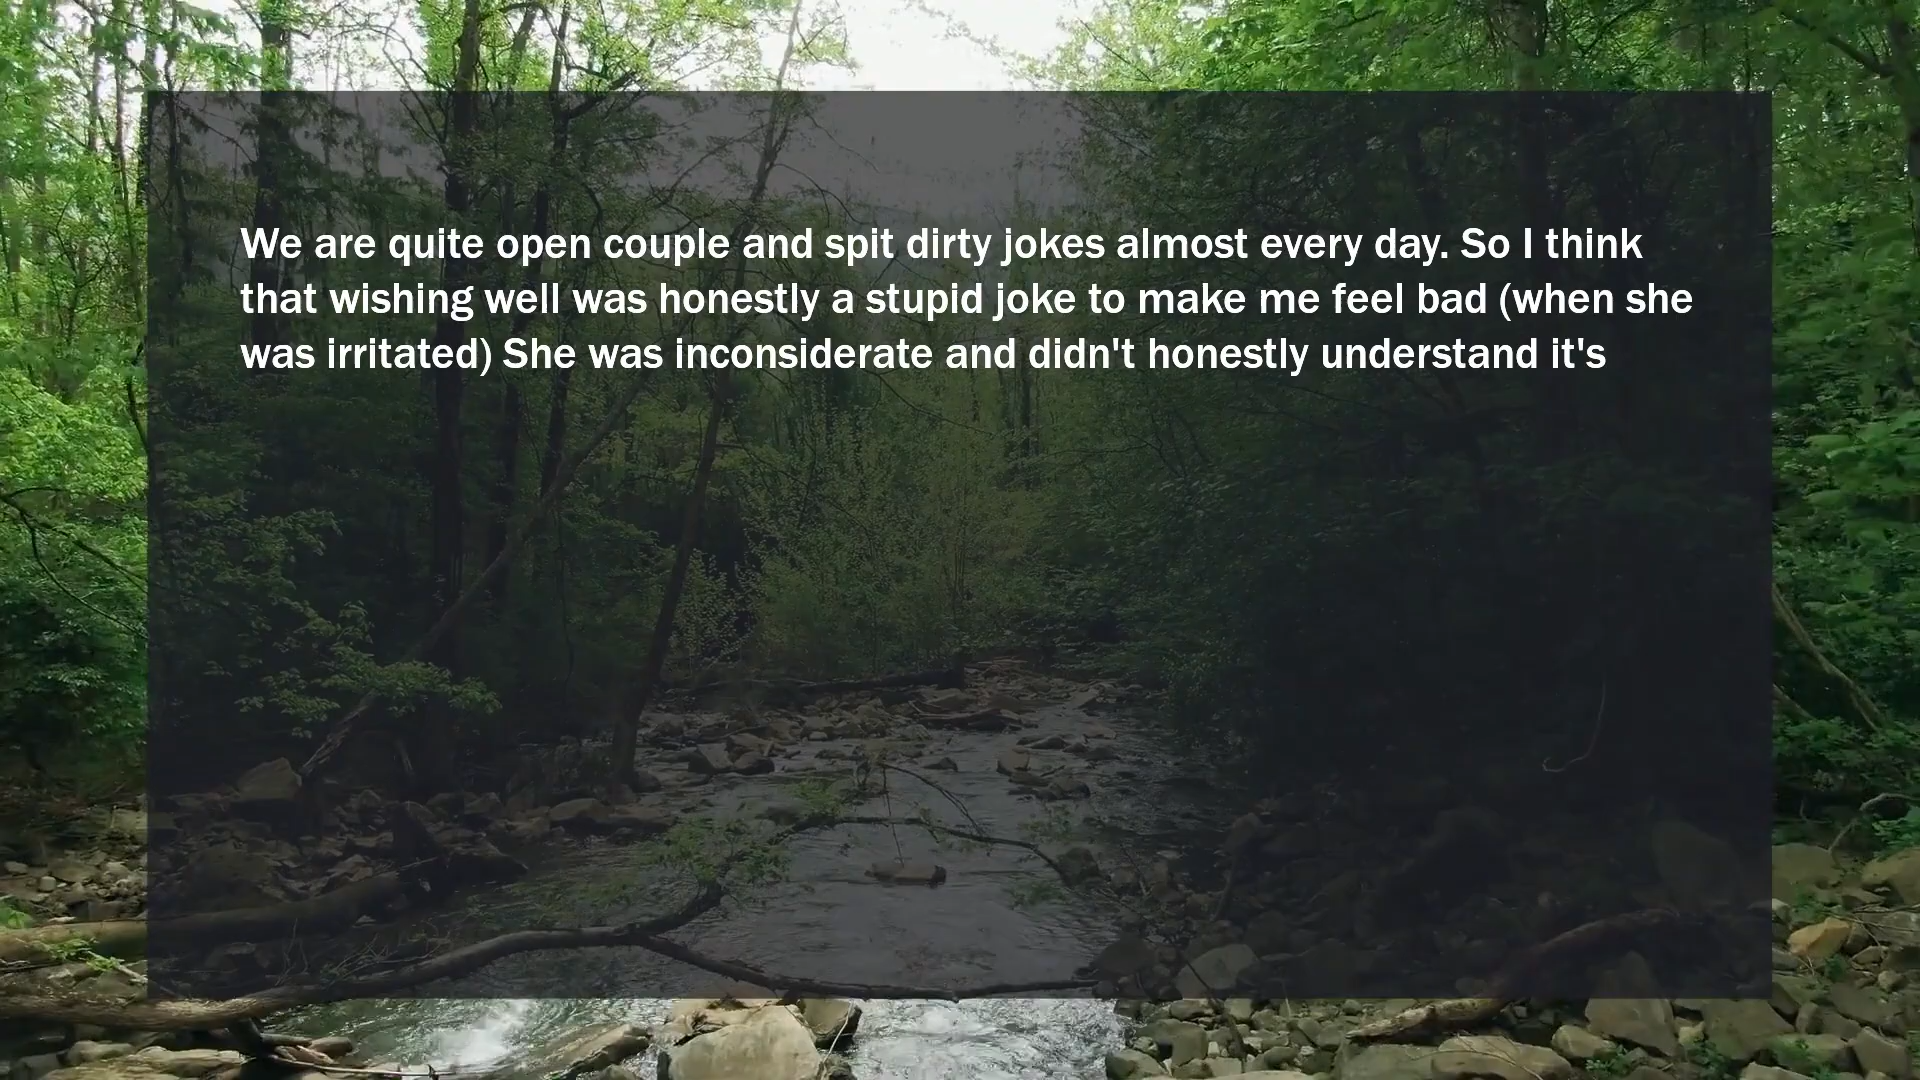 We are quite open couple and spit dirty jokes almost every day. So I think
that wishing well was honestly a stupid joke to make me feel bad (when she
was irritated) She was inconsiderate and didn't honestly understand it's